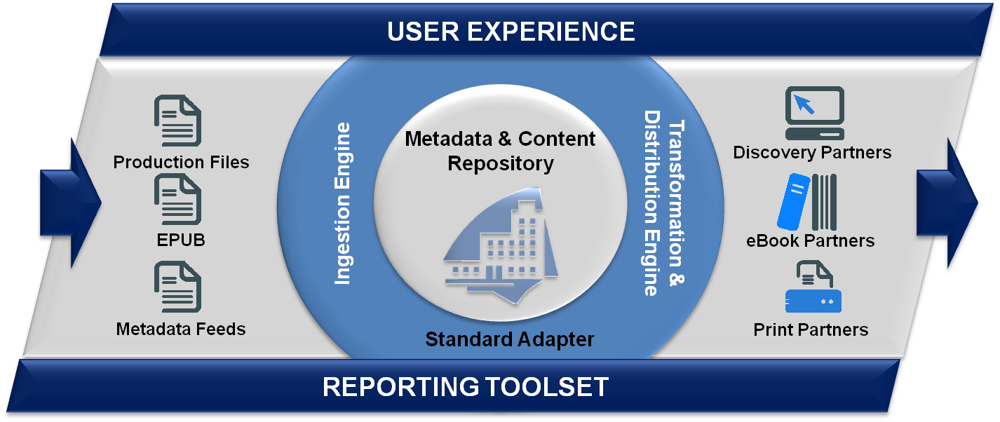 USER EXPERIENCE
Production Files
EPUB
Metadata Feeds
Ingestion Engine
Metadata & Content
Repository
Standard Adapter
Transformation &
Distribution Engine
Discovery Partners
eBook Partners
Print Partners
REPORTING TOOLSET